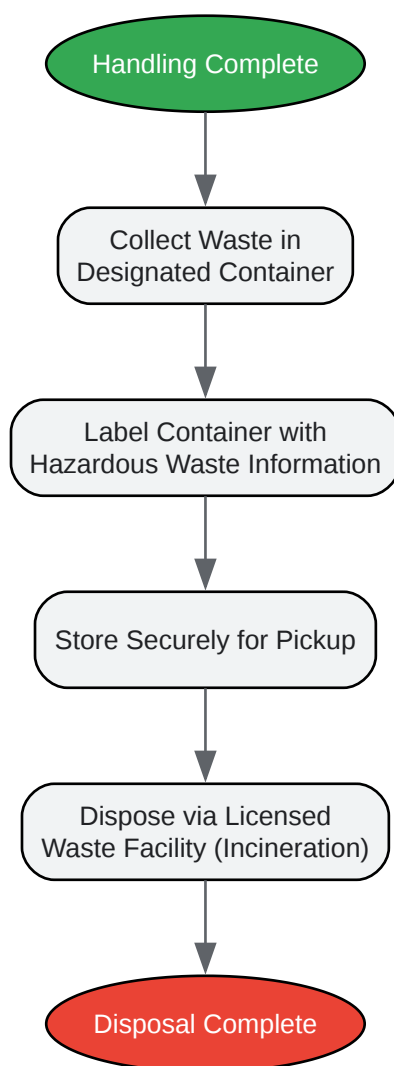 Handling Complete
Collect Waste in
Designated Container
Label Container with
Hazardous Waste Information
Store Securely for Pickup
Dispose via Licensed
Waste Facility (Incineration)
Disposal Complete